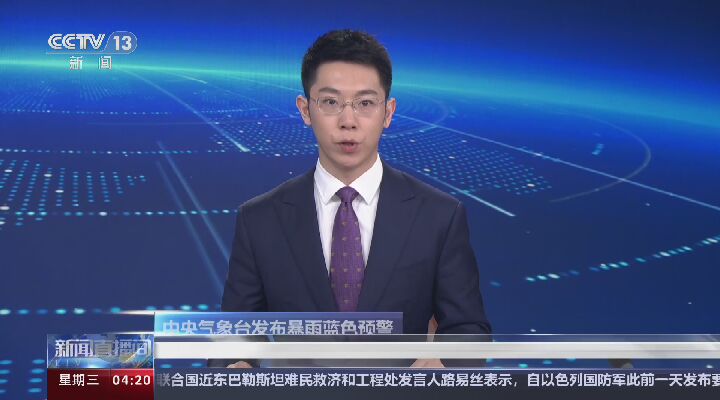 CCTV 13
新闻
中央气象台发布暴雨蓝色预警
新闻直播间
星期三 04:20
联合国近东巴勒斯坦难民救济和工程处发言人路易丝表示，自以色列国防军此前一天发布要